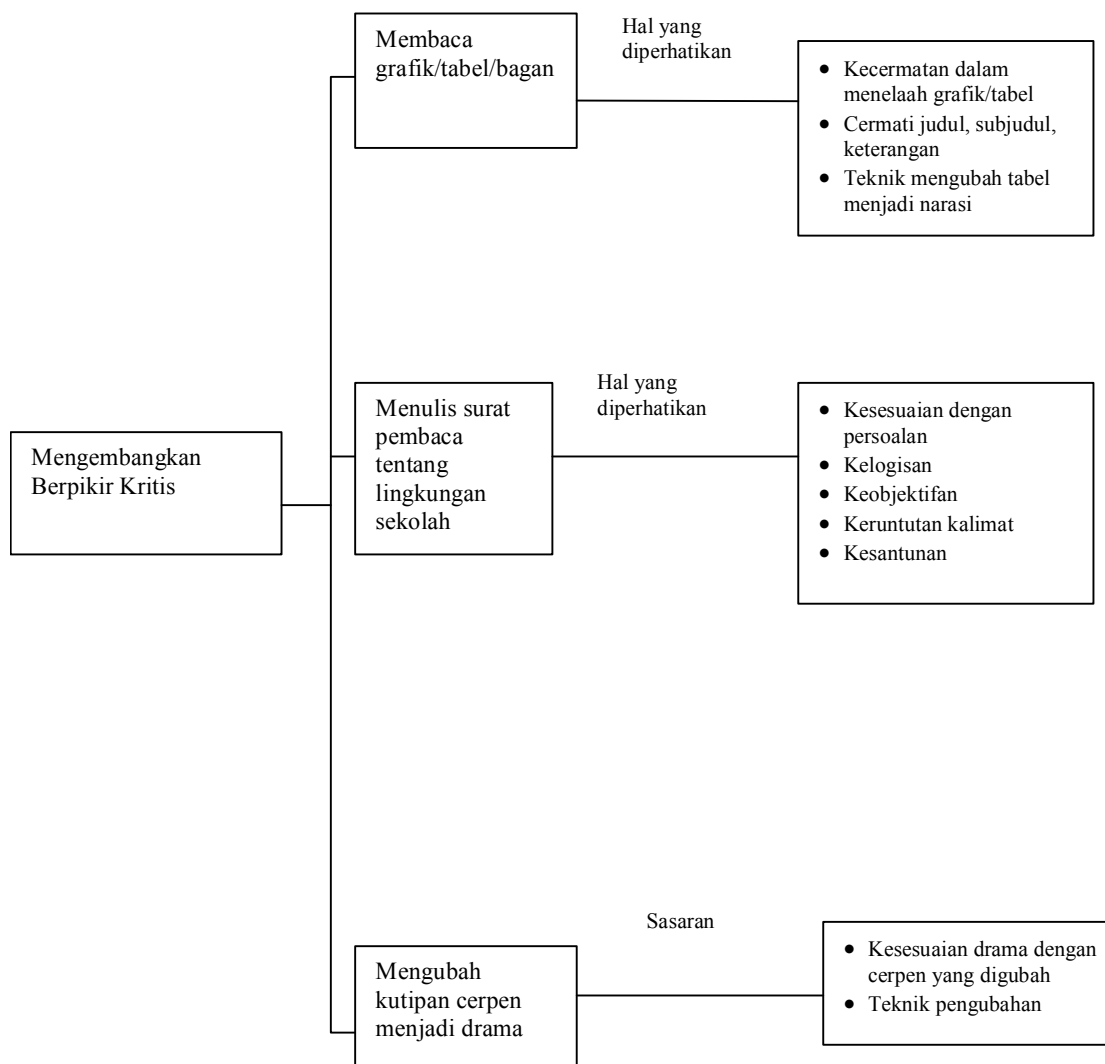 Membaca
grafik/tabel/bagan
Hal yang
diperhatikan
• Kecermatan dalam
menelaah grafik/tabel
• Cermati judul, subjudul,
keterangan
• Teknik mengubah tabel
menjadi narasi
Mengembangkan
Berpikir Kritis
Menulis surat
pembaca
tentang
lingkungan
sekolah
Hal yang
diperhatikan
• Kesesuaian dengan
persoalan
• Kelogisan
• Keobjektifan
• Keruntutan kalimat
• Kesantunan
Mengubah
kutipan cerpen
menjadi drama
Sasaran
• Kesesuaian drama dengan
cerpen yang digubah
• Teknik pengubahan